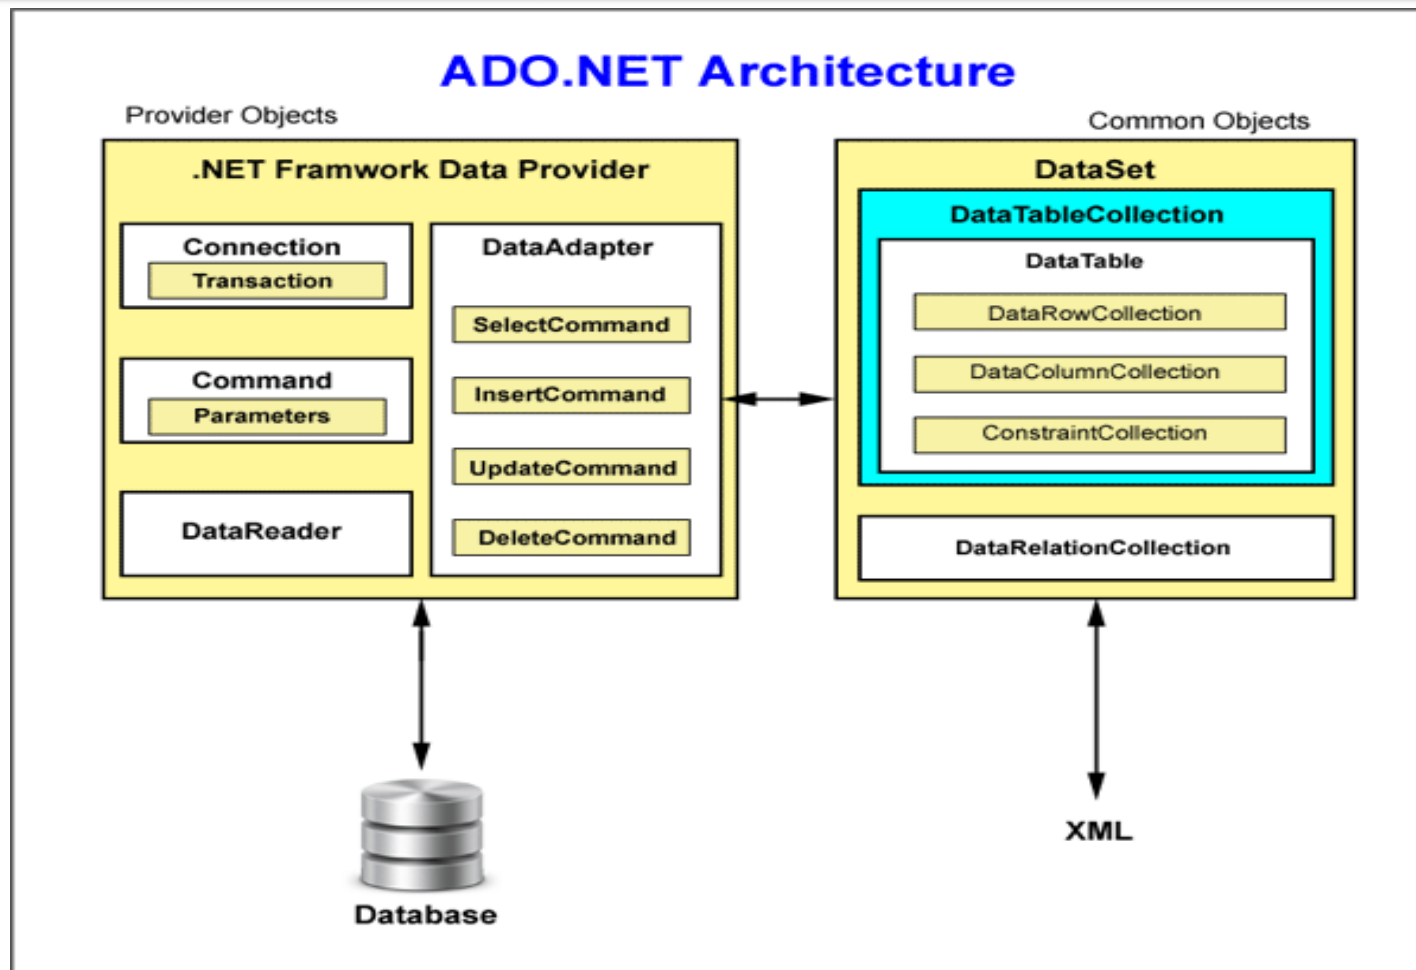 ADO.NET Architecture
Provider Objects
Common Objects
.NET Framwork Data Provider
Connection
Transaction
Command
Parameters
DataReader
DataAdapter
SelectCommand
InsertCommand
UpdateCommand
DeleteCommand
DataSet
DataTableCollection
DataTable
DataRowCollection
DataColumnCollection
ConstraintCollection
DataRelationCollection
Database
XML